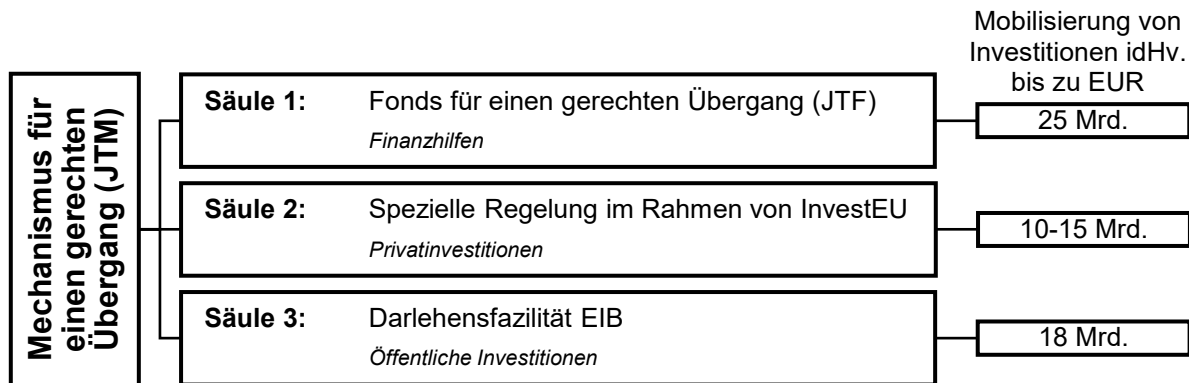 Mobilisierung von
Investitionen idHv.
bis zu EUR
Mechanismus für
einen gerechten
Übergang (JTM)
Säule 1: Fonds für einen gerechten Übergang (JTF)
Finanzhilfen
25 Mrd.
Säule 2: Spezielle Regelung im Rahmen von InvestEU
Privatinvestitionen
10-15 Mrd.
Säule 3: Darlehensfazilität EIB
Öffentliche Investitionen
18 Mrd.